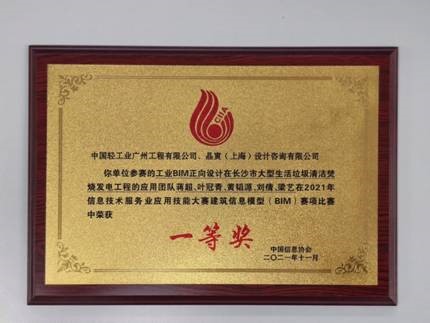 CIIA
中国轻工业广州工程有限公司、晶寅（上海）设计咨询有限公司
你单位参赛的工业BIM正向设计在长沙市大型生活垃圾清洁焚
烧发电工程的应用团队蒋超、叶冠青、黄韬源、刘倩、梁艺在2021年
信息技术服务业应用技能大赛建筑信息模型（BIM）赛项比赛
中荣获
一等奖
中国信息协会
二〇二一年十一月